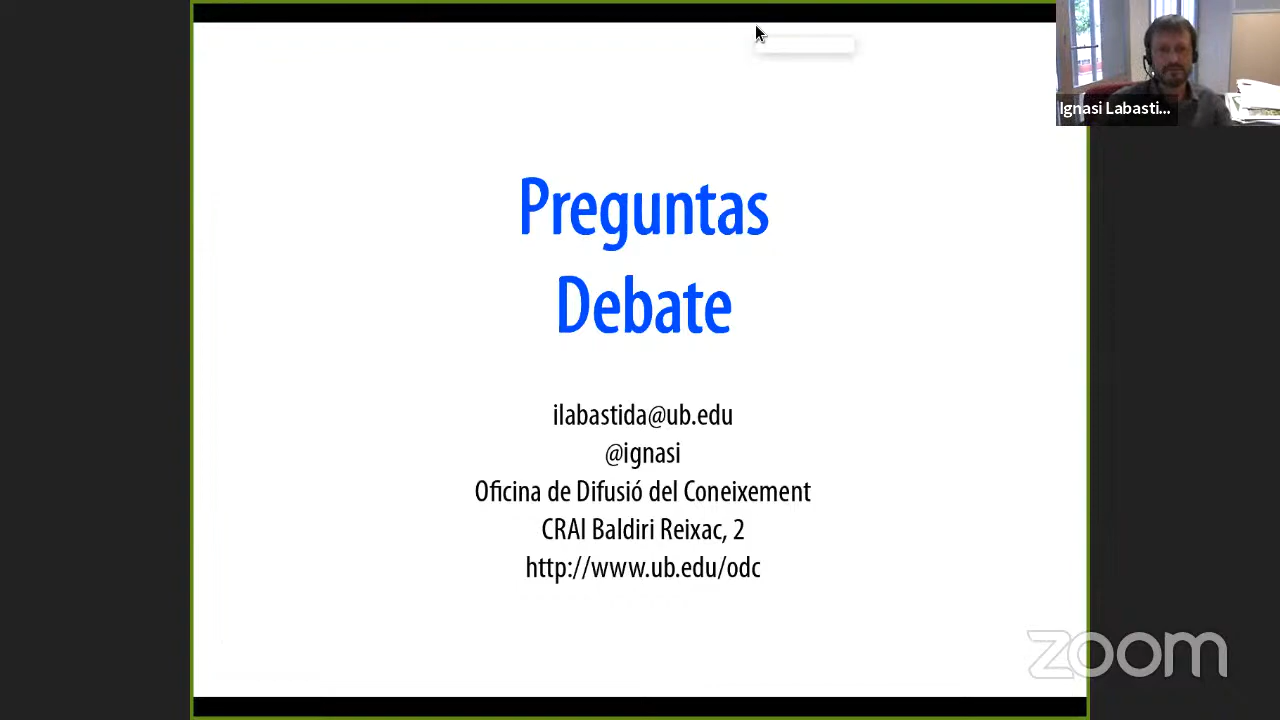 Ignasi Labasti...
Preguntas
Debate
ilabastida@ub.edu
@ignasi
Oficina de Difusió del Coneixement
CRAI Baldiri Reixac, 2
http://www.ub.edu/odc
zoom